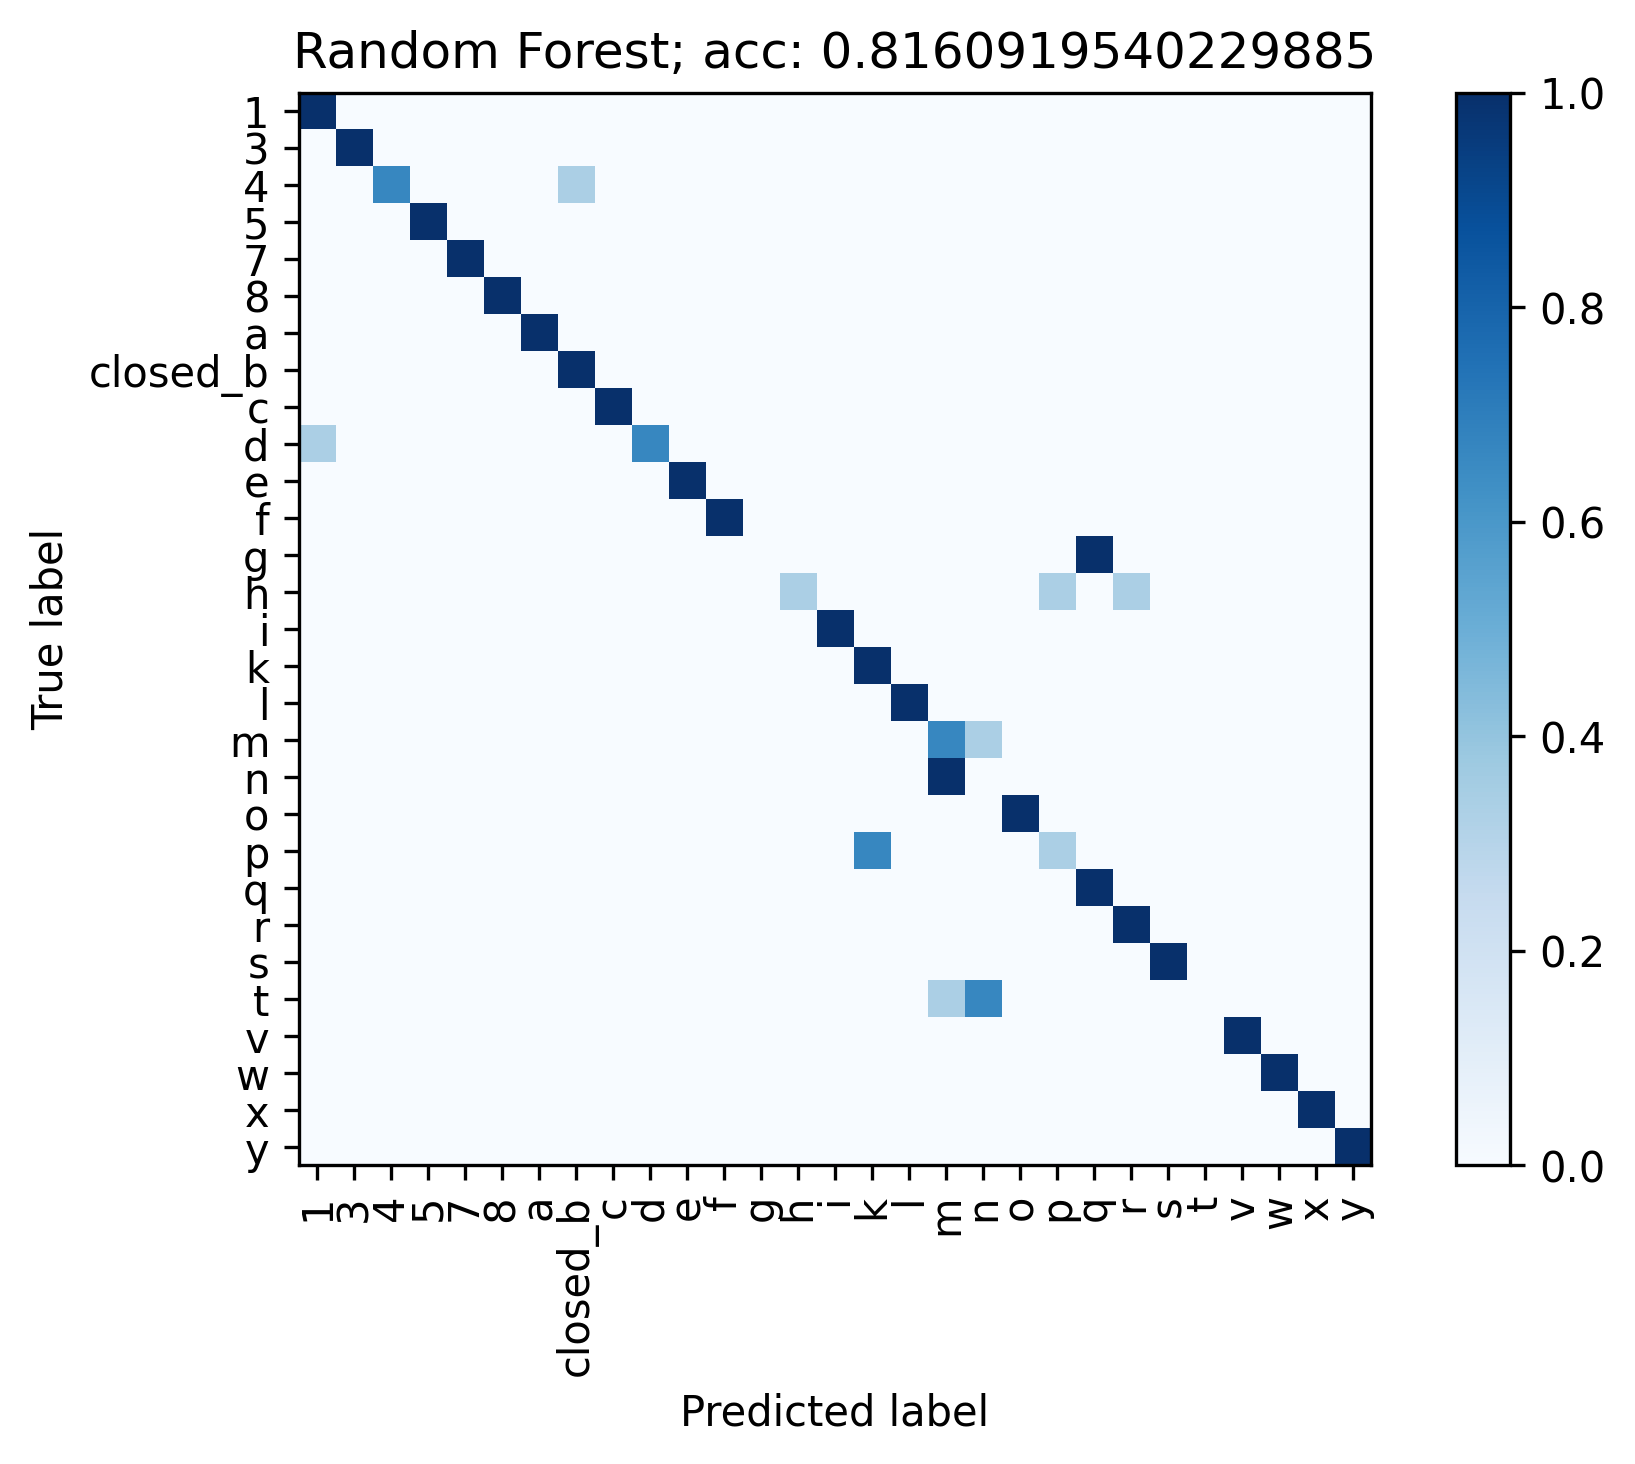 Random Forest; acc: 0.8160919540229885
True label
1
3
4
5
7
8
a
closed_b
c
d
e
f
g
h
i
k
l
m
n
o
p
q
r
s
t
v
w
x
y
1 3 4 5 7 8 a closed_b c d e f g h i k l m n o p q r s t v w x y
Predicted label
1.0
0.8
0.6
0.4
0.2
0.0